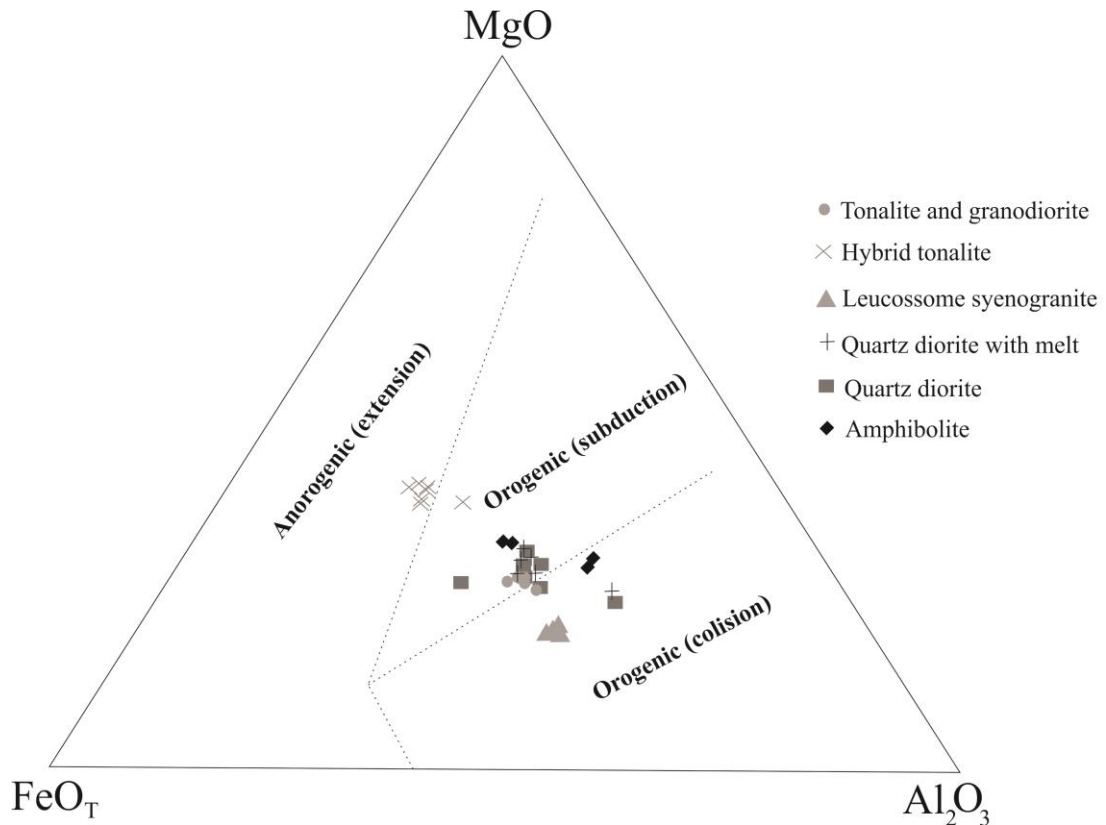 MgO
Tonalite and granodiorite
Hybrid tonalite
Leucossome syenogranite
Quartz diorite with melt
Quartz diorite
Amphibolite
Anorogenic (extension)
Orogenic (subduction)
Orogenic (colision)
FeOT
Al2O3